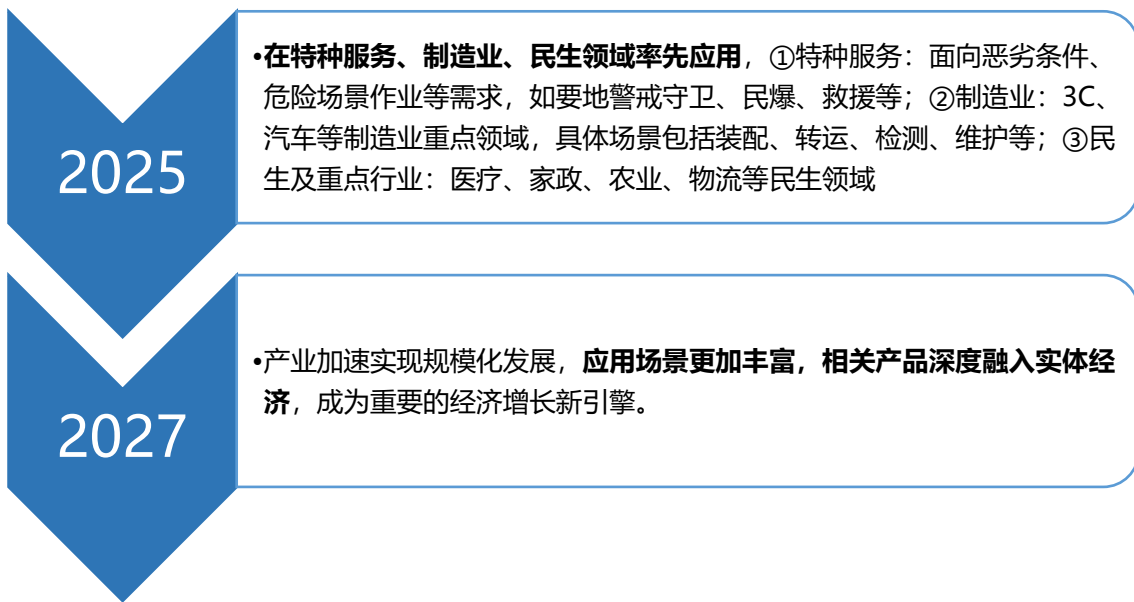 2025
•在特种服务、制造业、民生领域率先应用，①特种服务：面向恶劣条件、
危险场景作业等需求，如要地警戒守卫、民爆、救援等；②制造业：3C、
汽车等制造业重点领域，具体场景包括装配、转运、检测、维护等；③民
生及重点行业：医疗、家政、农业、物流等民生领域
2027
•产业加速实现规模化发展，应用场景更加丰富，相关产品深度融入实体经
济，成为重要的经济增长新引擎。